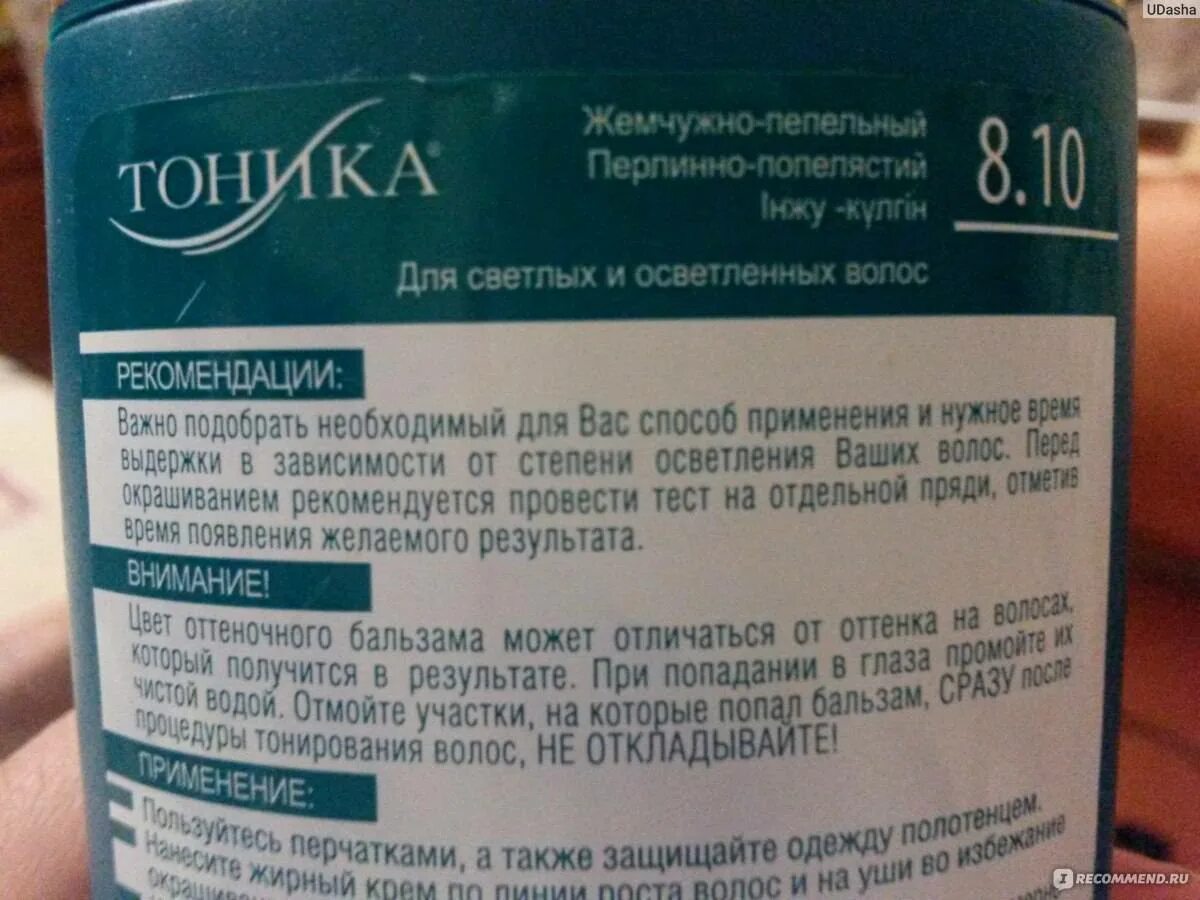 UDasha
ТОНИКА®
Жемчужно-пепельный
Перлинно-попелястий
Інжу -күлгін
8.10
Для светлых и осветленных волос
РЕКОМЕНДАЦИИ:
Важно подобрать необходимый для Вас способ применения и нужное время
выдержки в зависимости от степени осветления Ваших волос. Перед
окрашиванием рекомендуется провести тест на отдельной пряди, отметив
время появления желаемого результата.
ВНИМАНИЕ!
Цвет оттеночного бальзама может отличаться от оттенка на волосах,
который получится в результате. При попадании в глаза промойте их
чистой водой. Отмойте участки, на которые попал бальзам, СРАЗУ после
процедуры тонирования волос, НЕ ОТКЛАДЫВАЙТЕ!
ПРИМЕНЕНИЕ:
Пользуйтесь перчатками, а также защищайте одежду полотенцем.
Нанесите жирный крем по линии роста волос и на уши во избежание
IRECOMMEND.RU